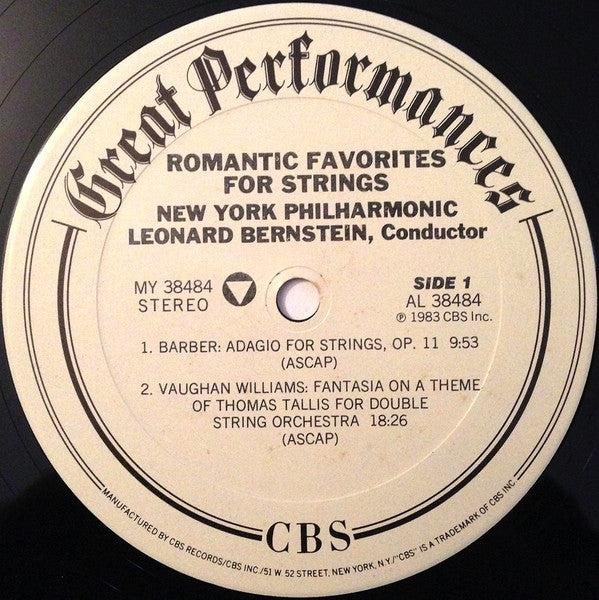 Great Performances
ROMANTIC FAVORITES
FOR STRINGS
NEW YORK PHILHARMONIC
LEONARD BERNSTEIN, Conductor
MY 38484
STEREO
SIDE 1
AL 38484
℗ 1983 CBS Inc.
1. BARBER: ADAGIO FOR STRINGS, OP. 11 9:53
(ASCAP)
2. VAUGHAN WILLIAMS: FANTASIA ON A THEME
OF THOMAS TALLIS FOR DOUBLE
STRING ORCHESTRA 18:26
(ASCAP)
CBS
MANUFACTURED BY CBS RECORDS/CBS INC./51 W. 52 STREET, NEW YORK, N.Y./"CBS" IS A TRADEMARK OF CBS INC.